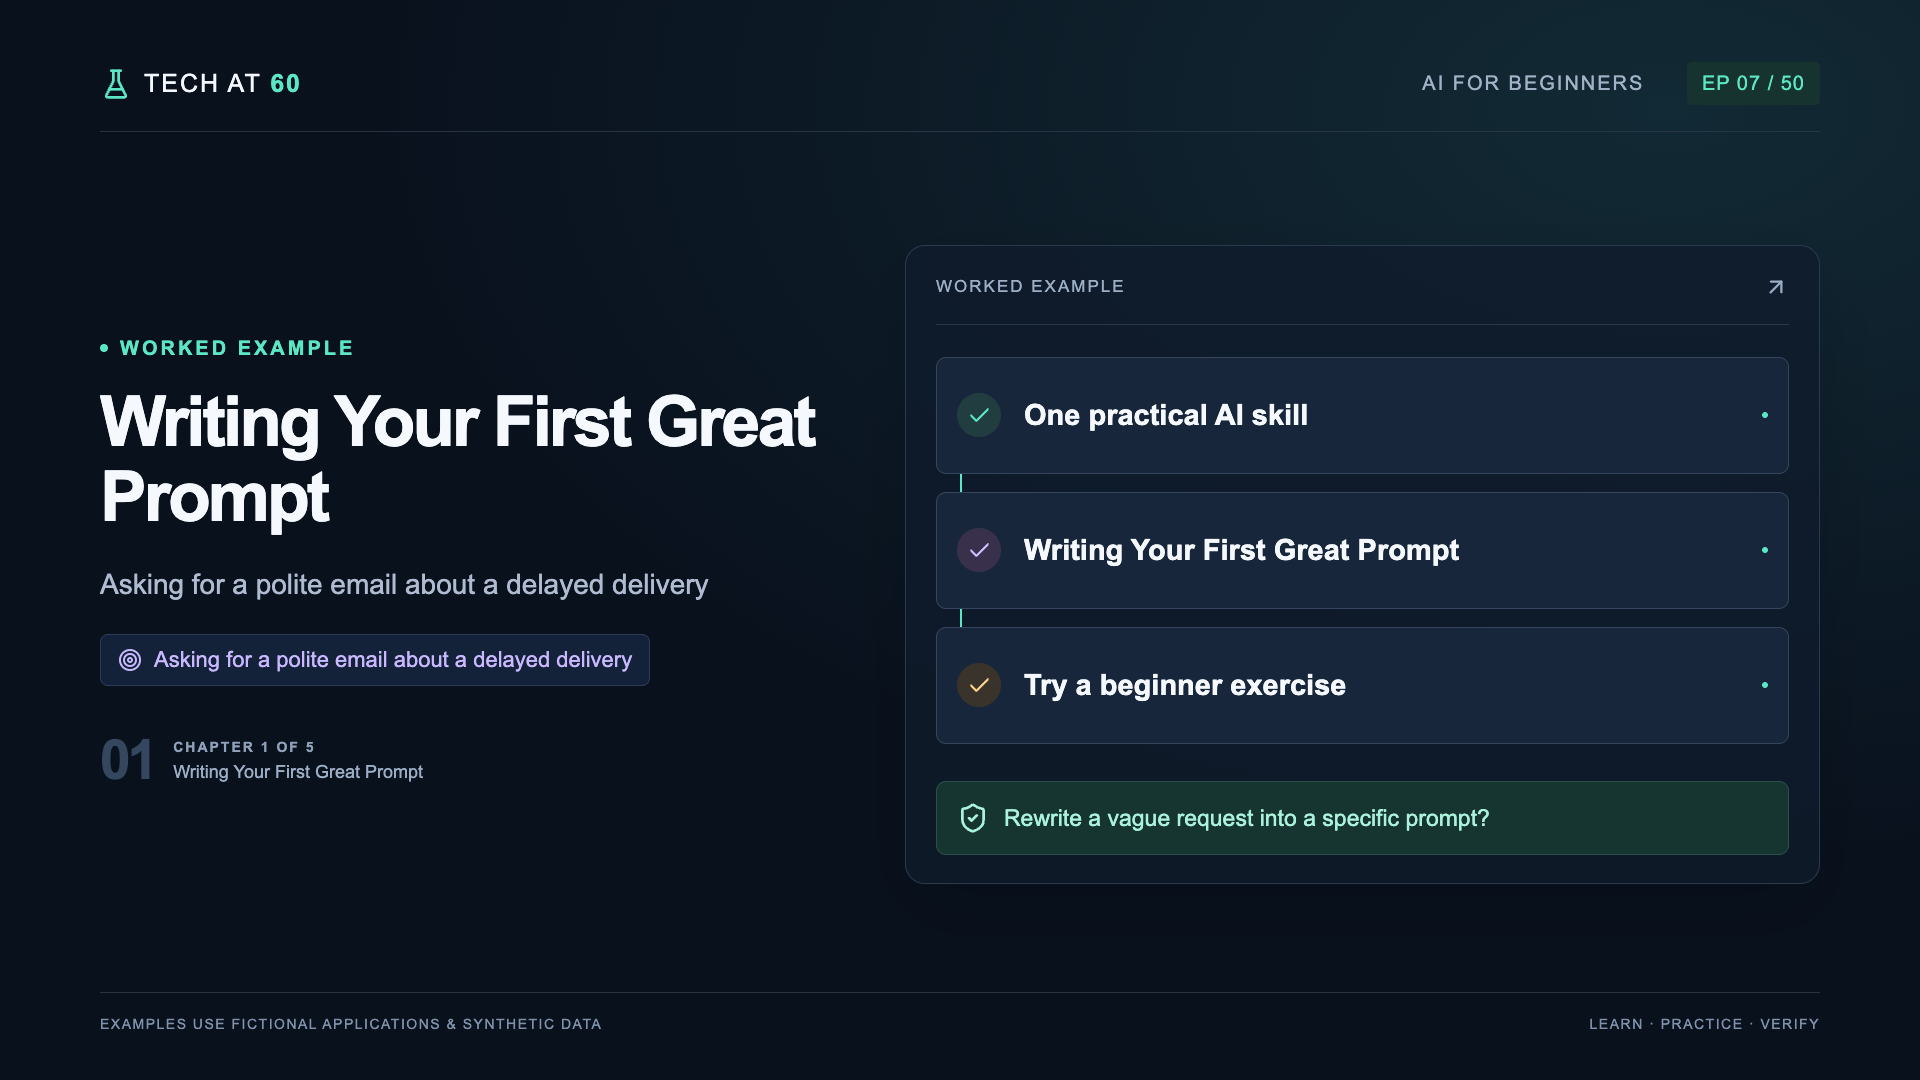 TECH AT 60
AI FOR BEGINNERS
EP 07 / 50
• WORKED EXAMPLE
Writing Your First Great
Prompt
Asking for a polite email about a delayed delivery
Asking for a polite email about a delayed delivery
01
CHAPTER 1 OF 5
Writing Your First Great Prompt
WORKED EXAMPLE
One practical AI skill
Writing Your First Great Prompt
Try a beginner exercise
Rewrite a vague request into a specific prompt?
EXAMPLES USE FICTIONAL APPLICATIONS & SYNTHETIC DATA
LEARN · PRACTICE · VERIFY